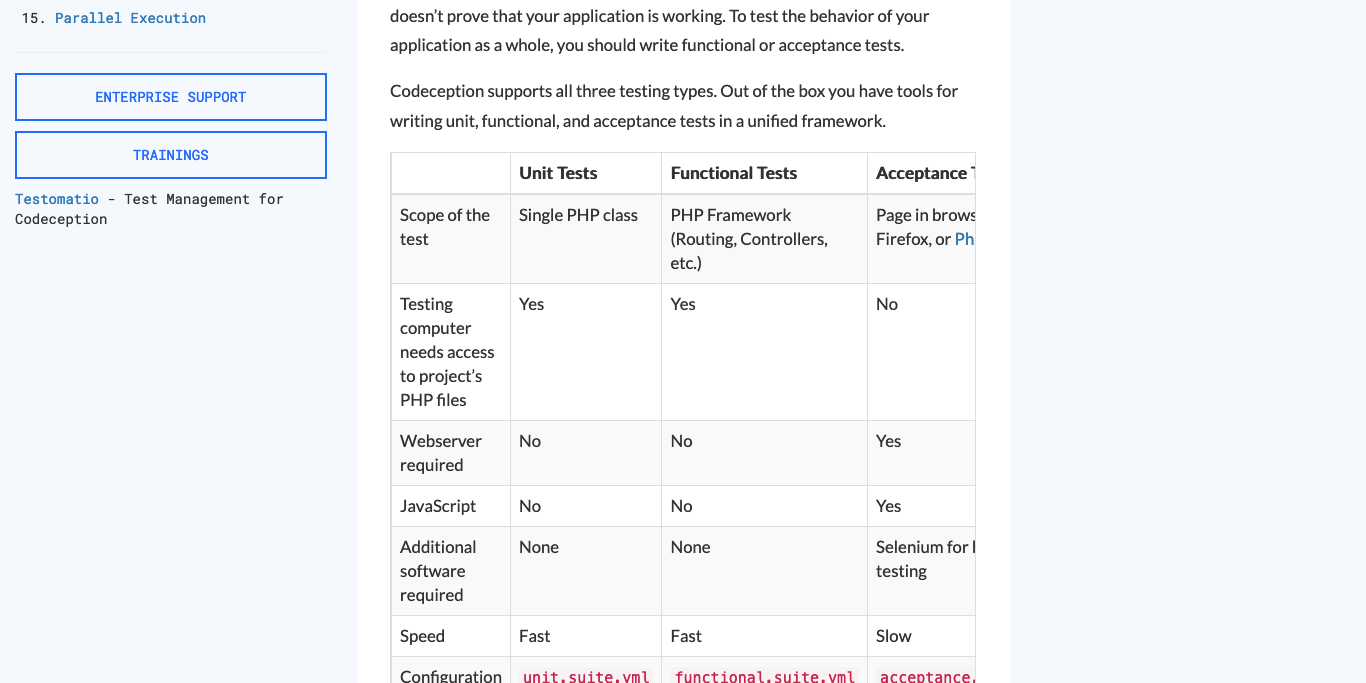 15. Parallel Execution
ENTERPRISE SUPPORT
TRAININGS
Testomatio - Test Management for
Codeception
doesn’t prove that your application is working. To test the behavior of your
application as a whole, you should write functional or acceptance tests.
Codeception supports all three testing types. Out of the box you have tools for
writing unit, functional, and acceptance tests in a unified framework.
Unit Tests
Functional Tests
Acceptance
Scope of the
test
Single PHP class
PHP Framework
(Routing, Controllers,
etc.)
Page in brows
Firefox, or Ph
Testing
computer
needs access
to project’s
PHP files
Yes
Yes
No
Webserver
required
No
No
Yes
JavaScript
No
No
Yes
Additional
software
required
None
None
Selenium for
testing
Speed
Fast
Fast
Slow
Configuration
unit.suite.yml
functional.suite.yml
acceptance.